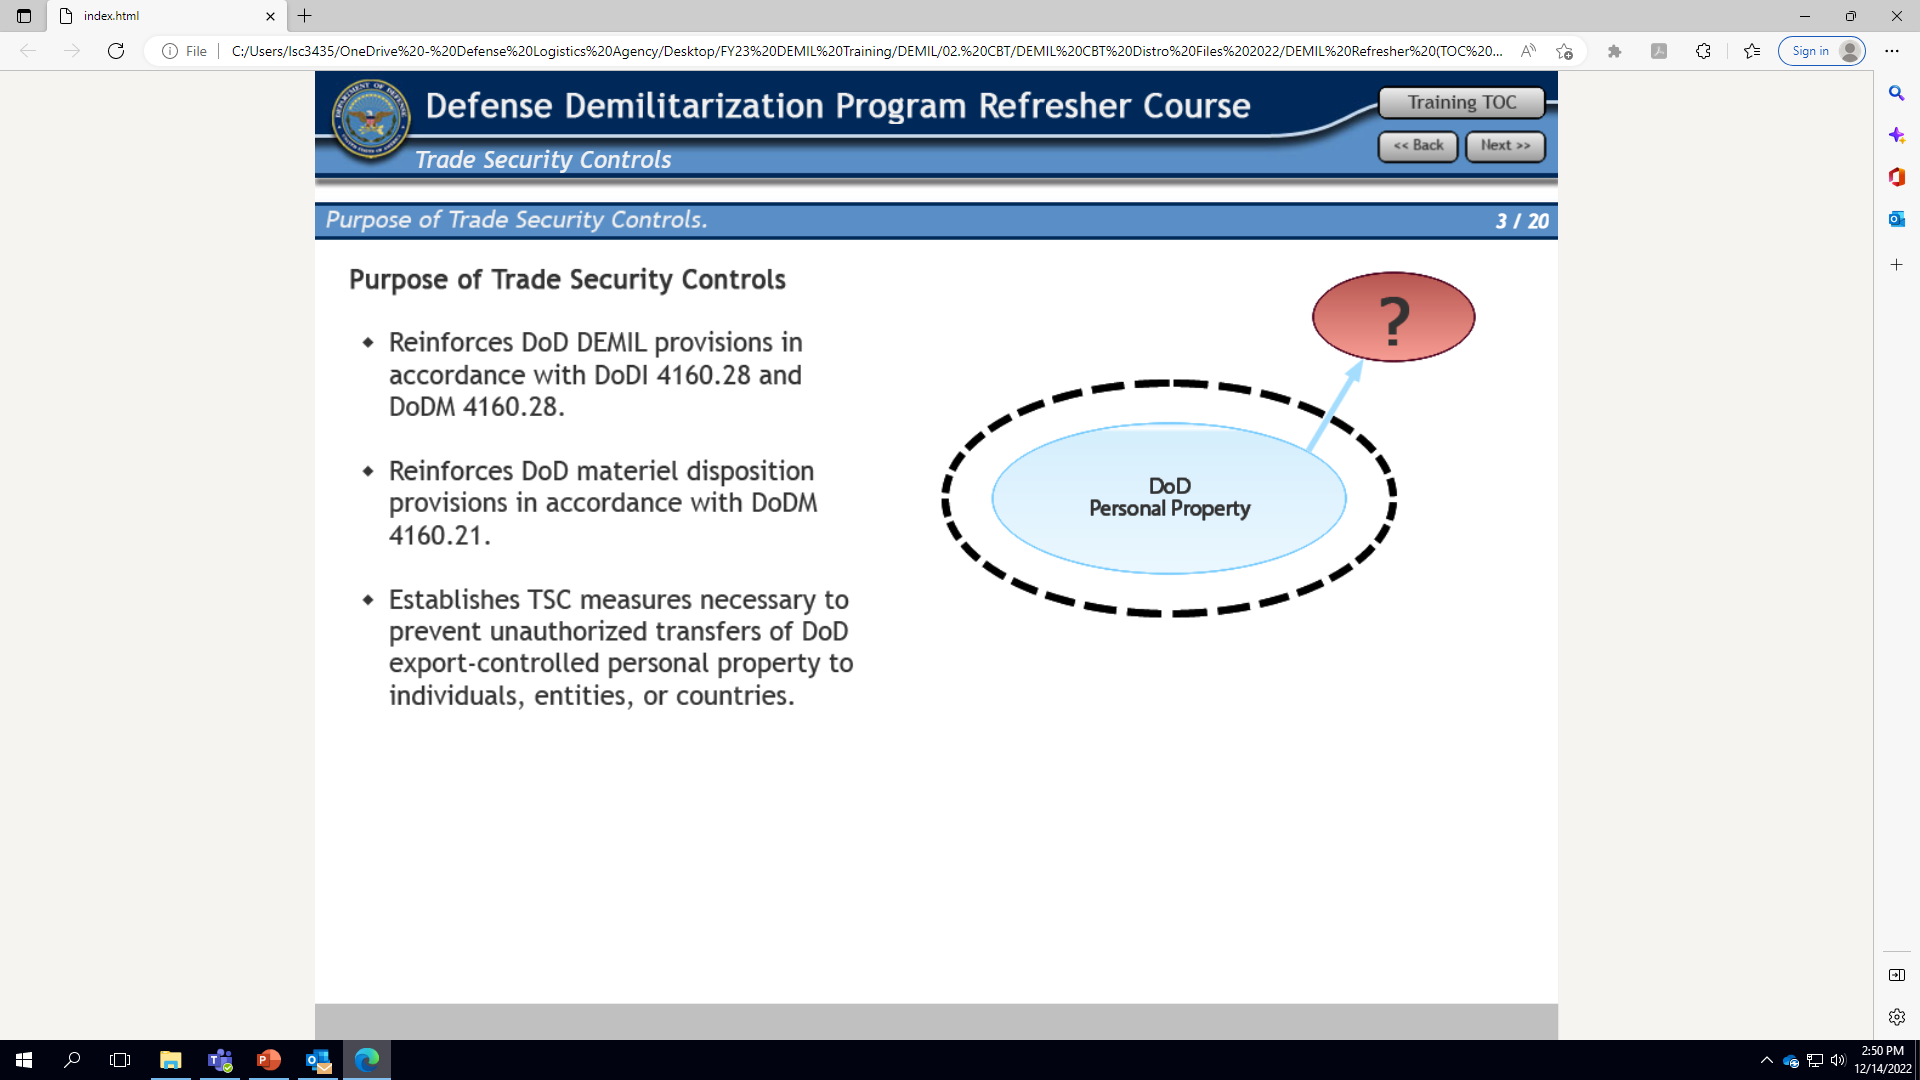 index.html
File
C:/Users/lsc3435/OneDrive%20-%20Defense%20Logistics%20Agency/Desktop/FY23%20DEMIL%20Training/DEMIL/02.%20CBT/DEMIL%20CBT%20Distro%20Files%202022/DEMIL%20Refresher%20(TOC%20...
Sign in
Defense Demilitarization Program Refresher Course
Training TOC
<< Back
Next >>
Trade Security Controls
Purpose of Trade Security Controls.
3 / 20
Purpose of Trade Security Controls
Reinforces DoD DEMIL provisions in
accordance with DoDI 4160.28 and
DoDM 4160.28.
Reinforces DoD materiel disposition
provisions in accordance with DoDM
4160.21.
Establishes TSC measures necessary to
prevent unauthorized transfers of DoD
export-controlled personal property to
individuals, entities, or countries.
?
DoD
Personal Property
2:50 PM
12/14/2022